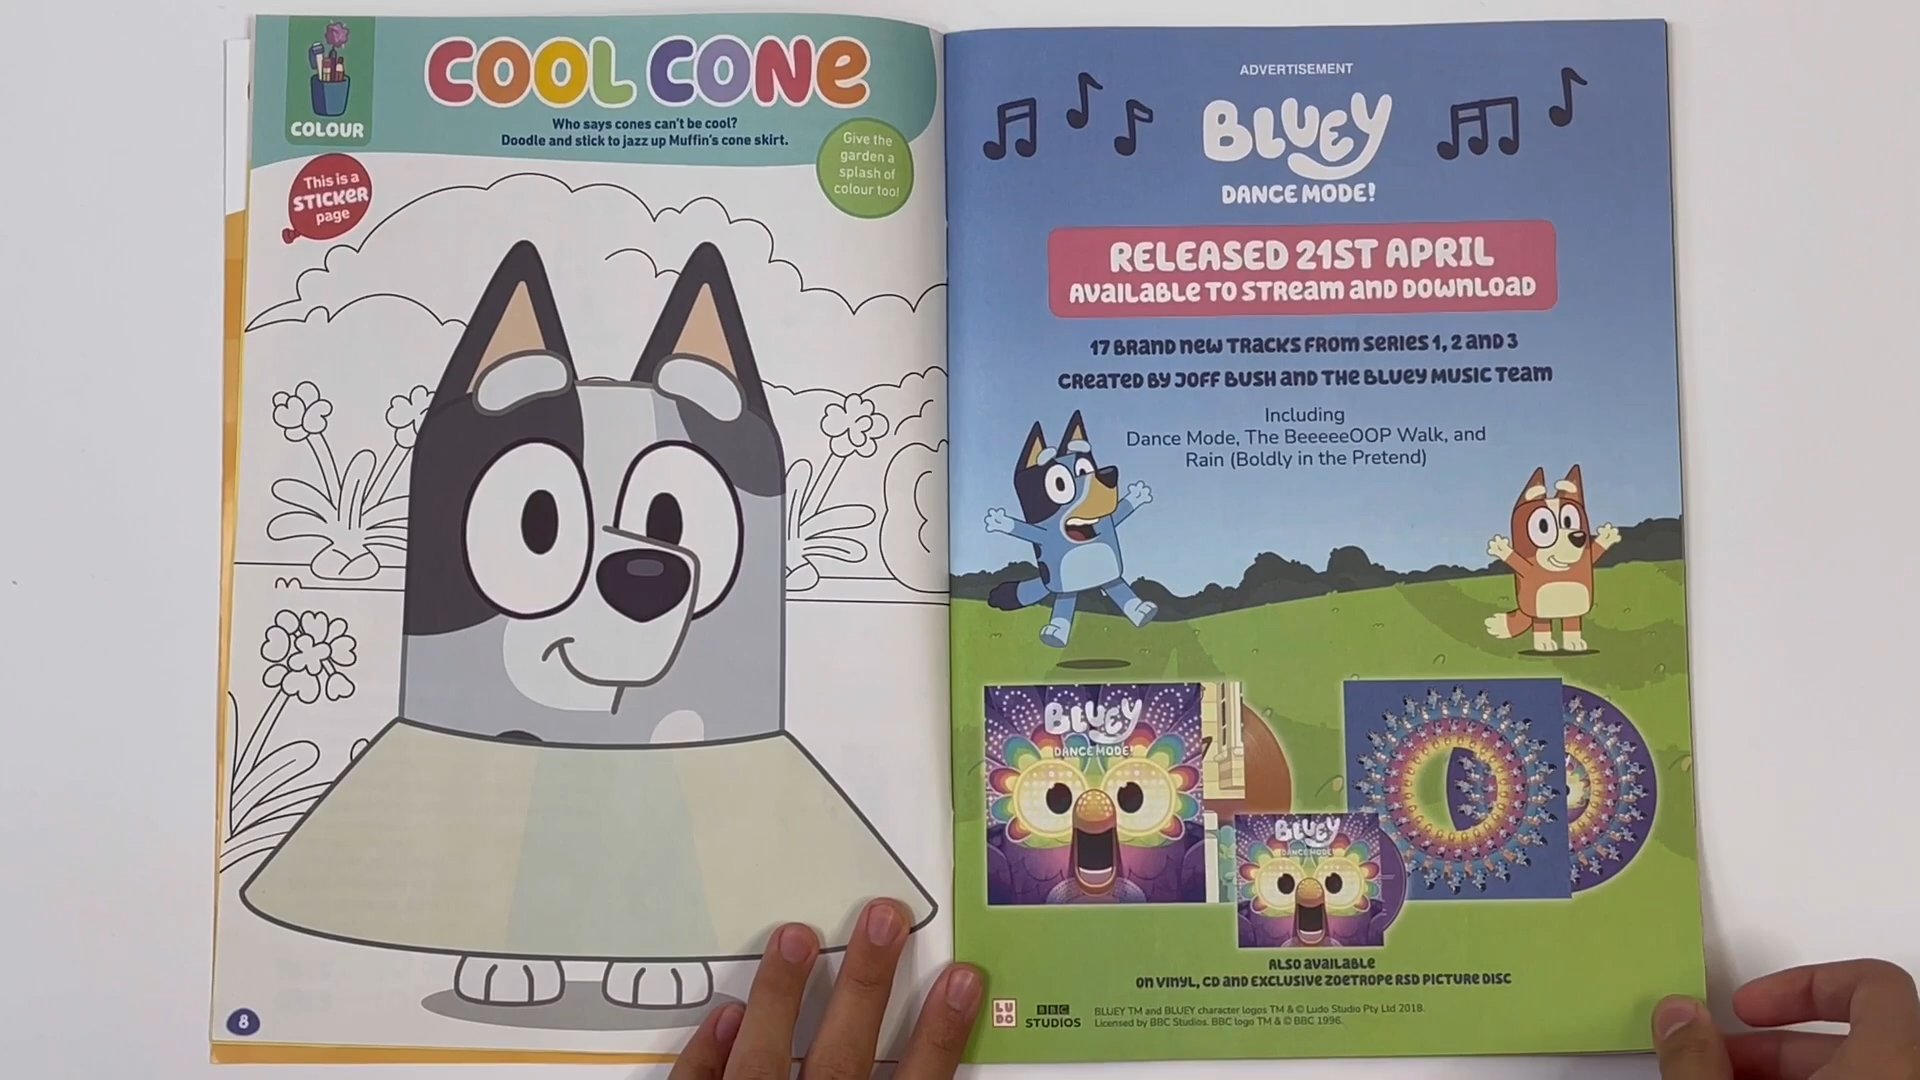 COLOUR
COOL CONE
Who says cones can't be cool?
Doodle and stick to jazz up Muffin's cone skirt.
Give the
garden a
splash of
colour too!
This is a
STICKER
page
8
ADVERTISEMENT
BLUEY
DANCE MODE!
RELEASED 21ST APRIL
AVAILABLE TO STREAM AND DOWNLOAD
17 BRAND NEW TRACKS FROM SERIES 1, 2 AND 3
CREATED BY JOFF BUSH AND THE BLUEY MUSIC TEAM
Including
Dance Mode, The BeeeeeOOP Walk, and
Rain (Boldly in the Pretend)
BLUEY
DANCE MODE!
BLUEY
DANCE MODE!
ALSO AVAILABLE
ON VINYL, CD AND EXCLUSIVE ZOETROPE RSD PICTURE DISC
LUDO
BBC
STUDIOS
BLUEY TM and BLUEY character logos TM & © Ludo Studio Pty Ltd 2018.
Licensed by BBC Studios. BBC logo TM & © BBC 1996.